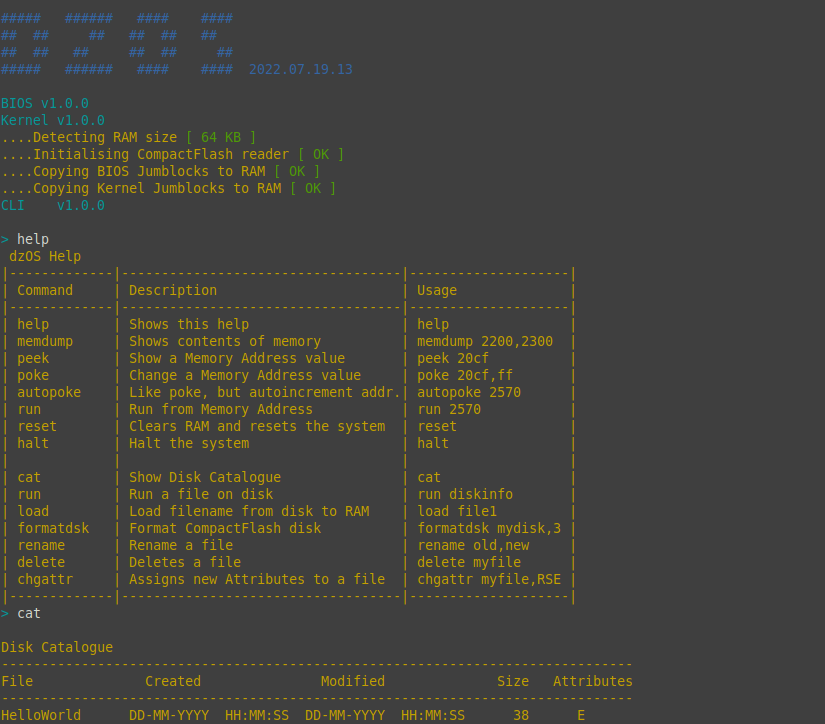 #####   ######   ####    ####
##  ##     ##   ##  ##   ##
##  ##   ##     ##  ##     ##
#####   ######   ####    ####  2022.07.19.13
BIOS v1.0.0
Kernel v1.0.0
....Detecting RAM size [ 64 KB ]
....Initialising CompactFlash reader [ OK ]
....Copying BIOS Jumblocks to RAM [ OK ]
....Copying Kernel Jumblocks to RAM [ OK ]
CLI    v1.0.0
> help
 dzOS Help
|-------------|-----------------------------------|--------------------|
| Command     | Description                       | Usage              |
|-------------|-----------------------------------|--------------------|
| help        | Shows this help                   | help               |
| memdump     | Shows contents of memory          | memdump 2200,2300  |
| peek        | Show a Memory Address value       | peek 20cf          |
| poke        | Change a Memory Address value     | poke 20cf,ff       |
| autopoke    | Like poke, but autoincrement addr.| autopoke 2570      |
| run         | Run from Memory Address           | run 2570           |
| reset       | Clears RAM and resets the system  | reset              |
| halt        | Halt the system                   | halt               |
|             |                                   |                    |
| cat         | Show Disk Catalogue               | cat                |
| run         | Run a file on disk                | run diskinfo       |
| load        | Load filename from disk to RAM    | load file1         |
| formatdsk   | Format CompactFlash disk          | formatdsk mydisk,3 |
| rename      | Rename a file                     | rename old,new     |
| delete      | Deletes a file                    | delete myfile      |
| chgattr     | Assigns new Attributes to a file  | chgattr myfile,RSE |
|-------------|-----------------------------------|--------------------|
> cat
Disk Catalogue
-------------------------------------------------------------------------------
File              Created               Modified              Size   Attributes
-------------------------------------------------------------------------------
HelloWorld      DD-MM-YYYY  HH:MM:SS  DD-MM-YYYY  HH:MM:SS      38      E